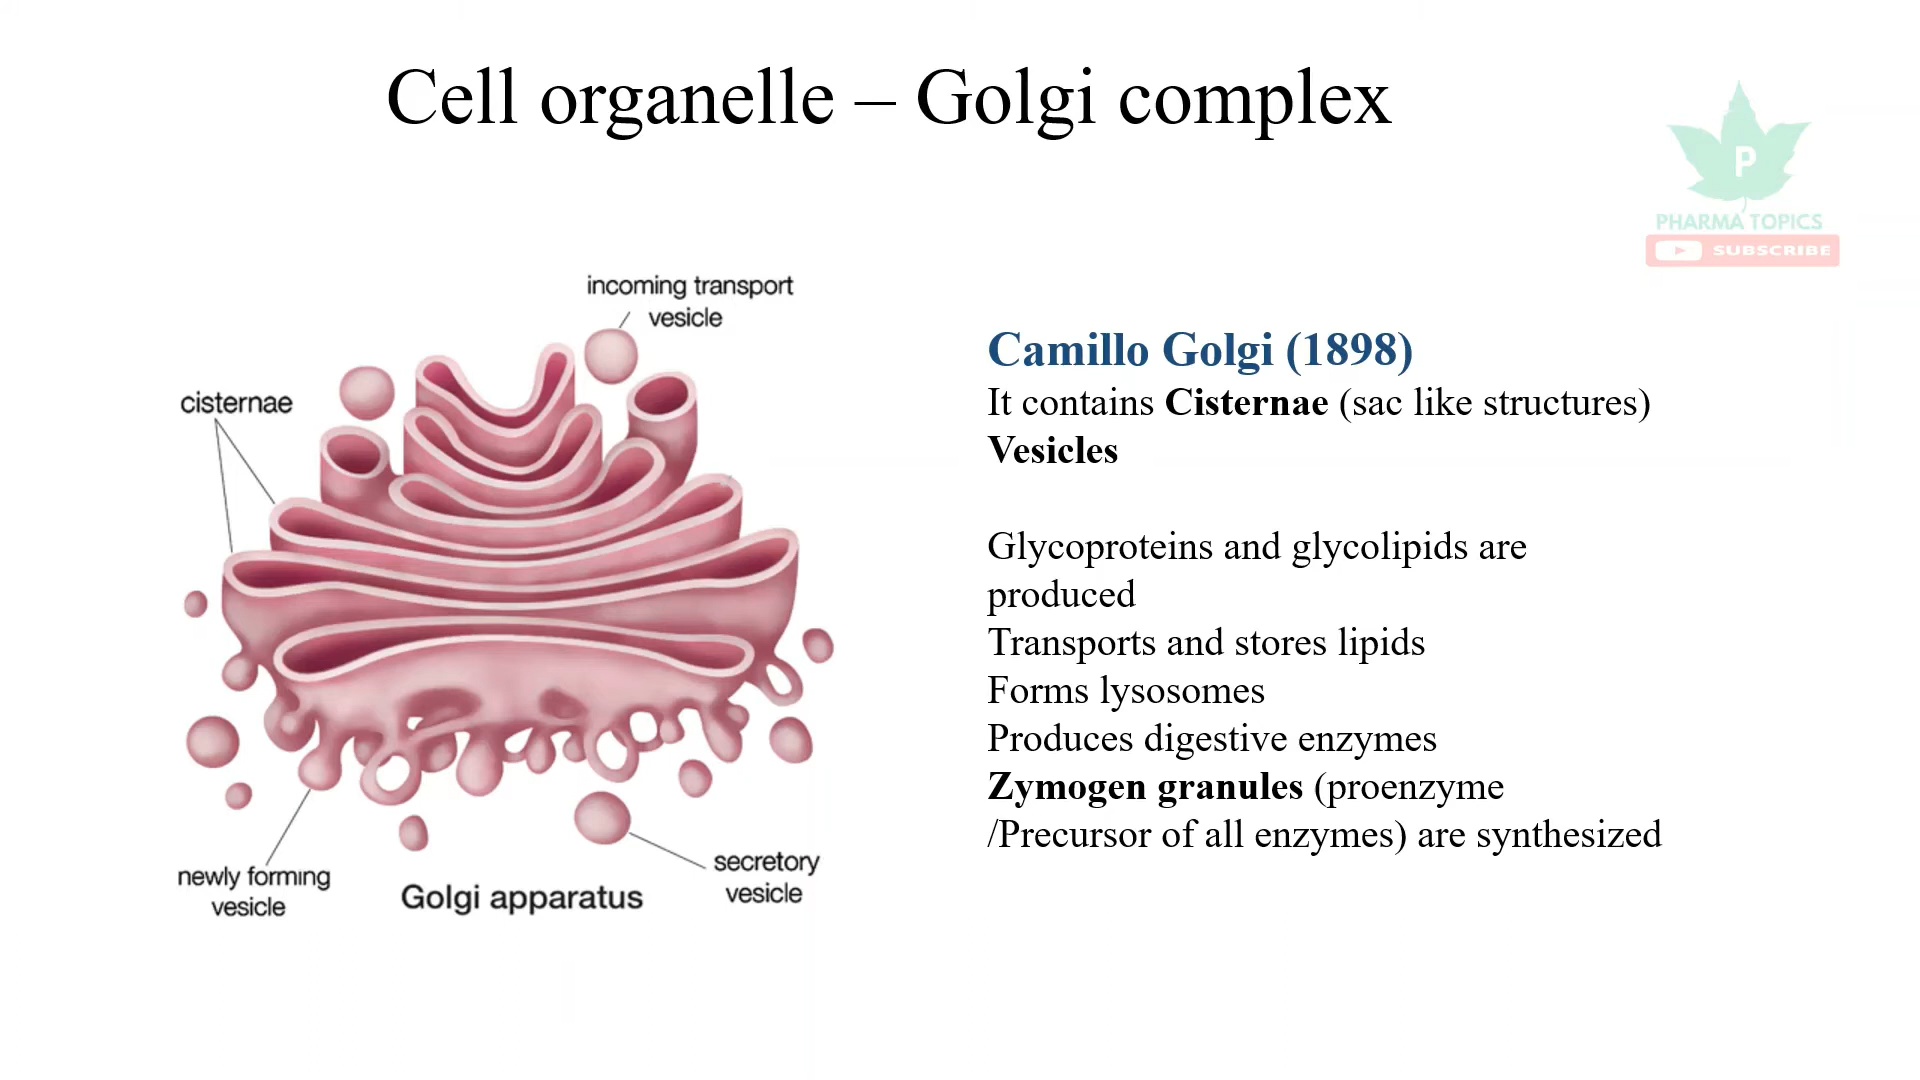 Cell organelle – Golgi complex
P
PHARMA TOPICS
SUBSCRIBE
incoming transport
vesicle
cisternae
newly forming
vesicle
Golgi apparatus
secretory
vesicle
Camillo Golgi (1898)
It contains Cisternae (sac like structures)
Vesicles
Glycoproteins and glycolipids are
produced
Transports and stores lipids
Forms lysosomes
Produces digestive enzymes
Zymogen granules (proenzyme
/Precursor of all enzymes) are synthesized